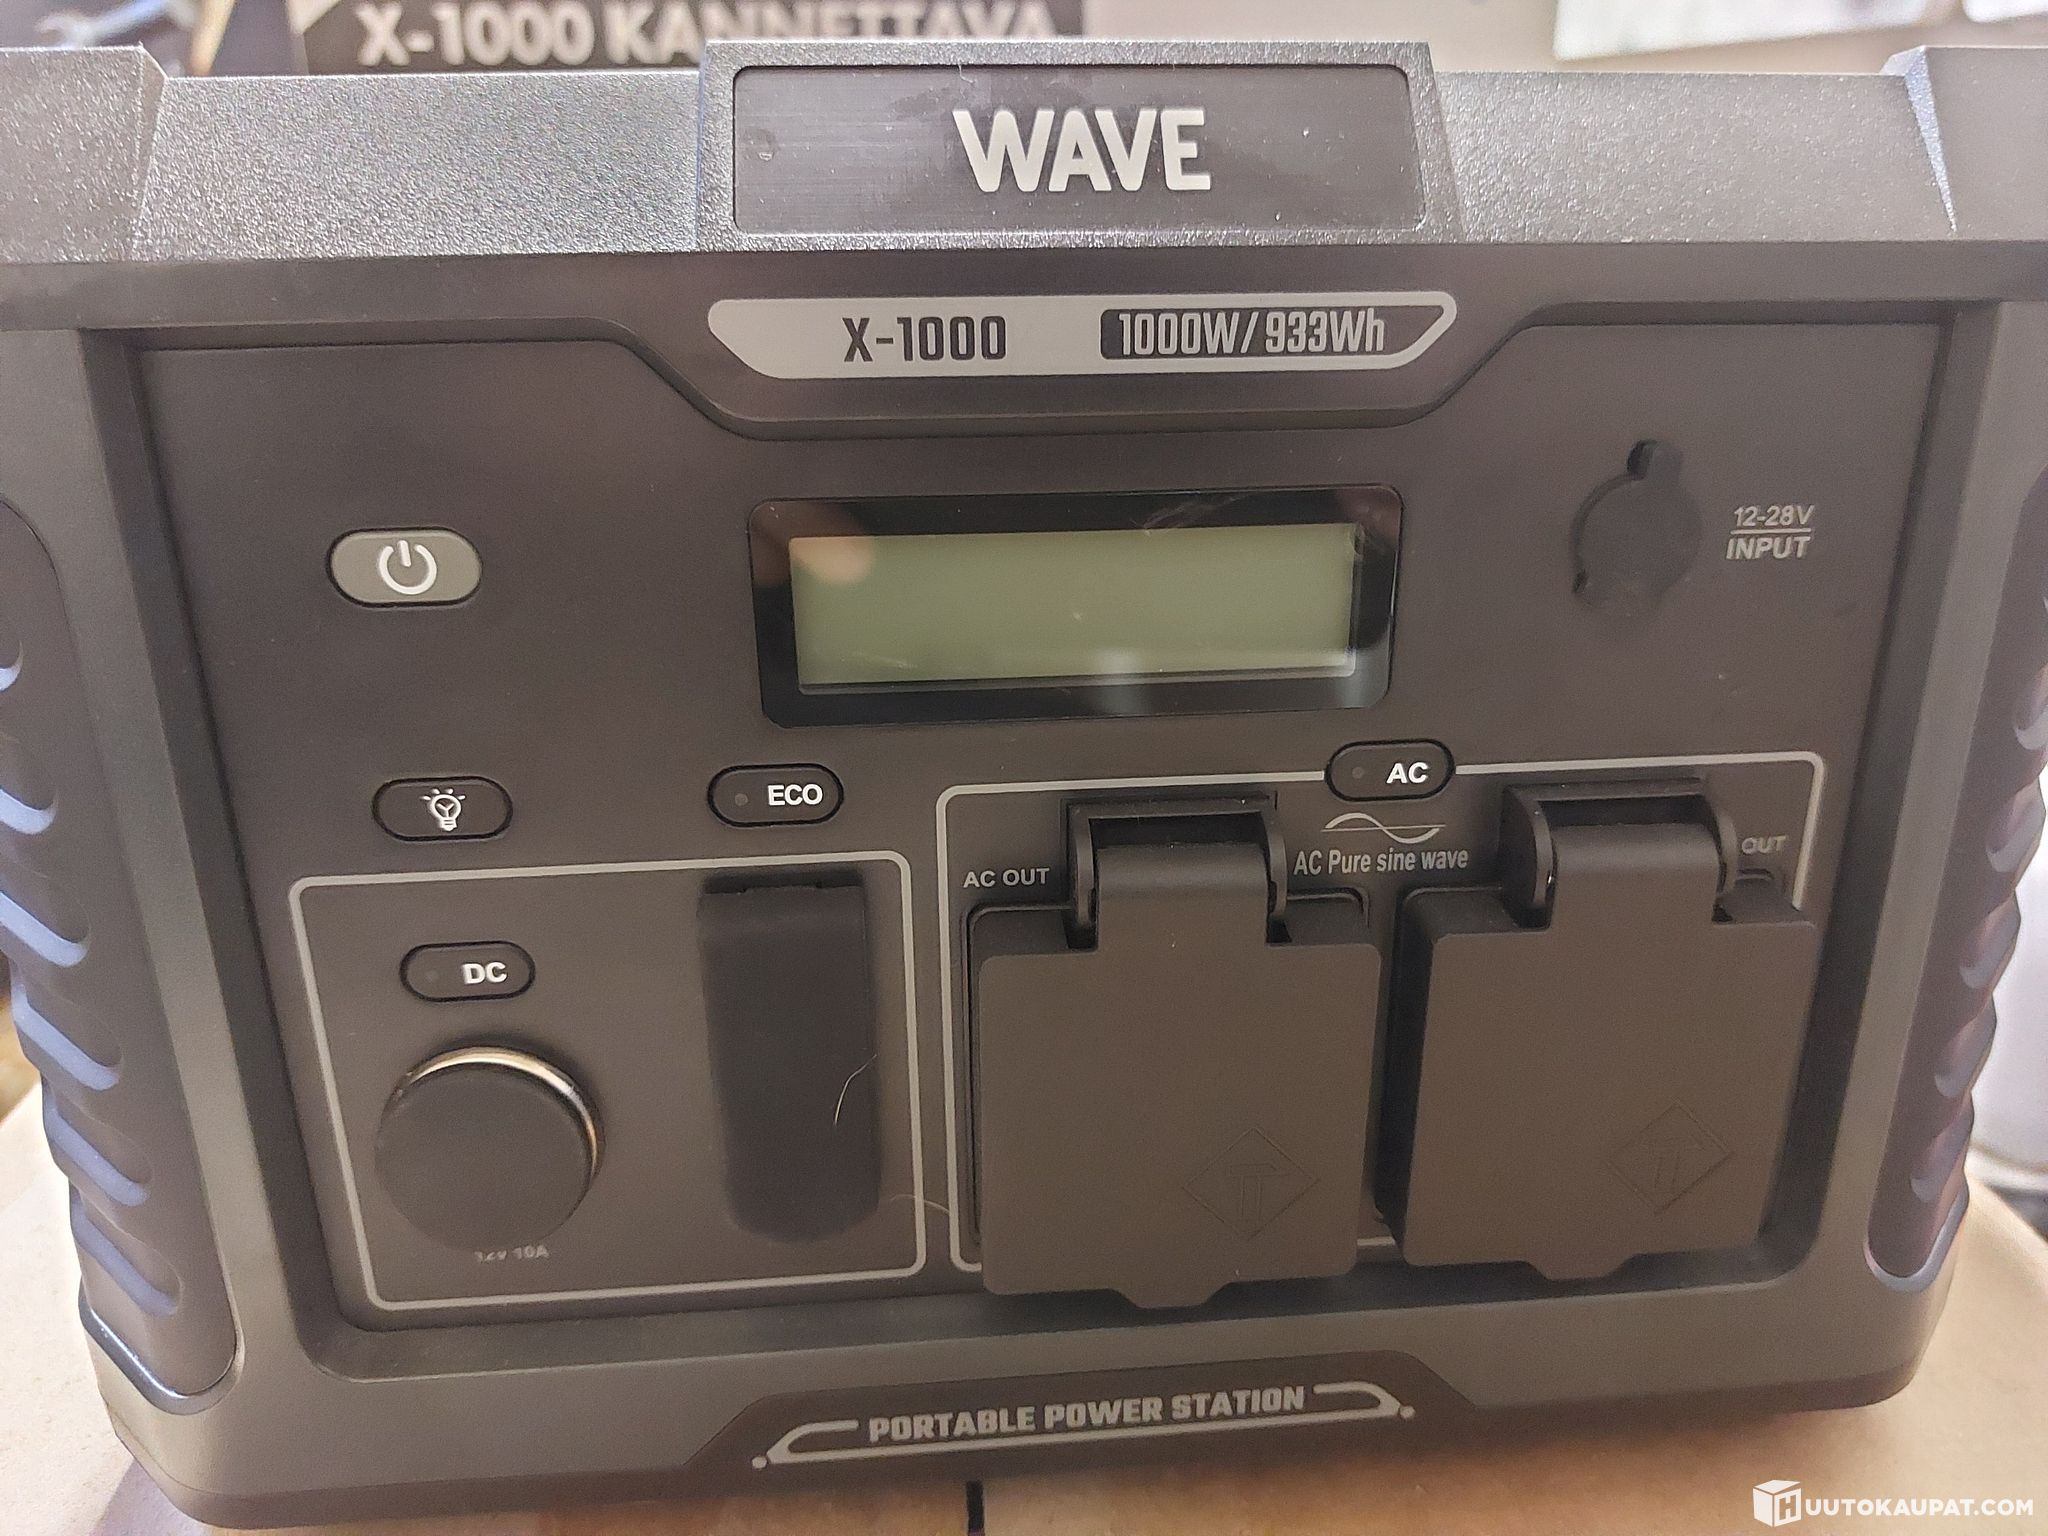 X-1000 KANNETTAVA
WAVE
X-1000 1000W/933Wh
12-28V
INPUT
ECO
AC
AC OUT
AC Pure sine wave
OUT
DC
12V 10A
PORTABLE POWER STATION
HUUTOKAUPAT.COM